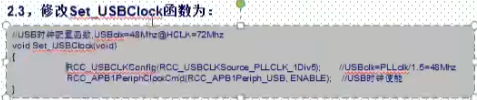 2.3，修改Set_USBClock函数为：
//USB时钟配置函数,USBclk=48Mhz@HCLK=72Mhz
void Set_USBClock(void)
{
RCC_USBCLKConfig(RCC_USBCLKSource_PLLCLK_1Div5); //USBclk=PLLclk/1.5=48Mhz
RCC_APB1PeriphClockCmd(RCC_APB1Periph_USB, ENABLE); //USB时钟使能
}